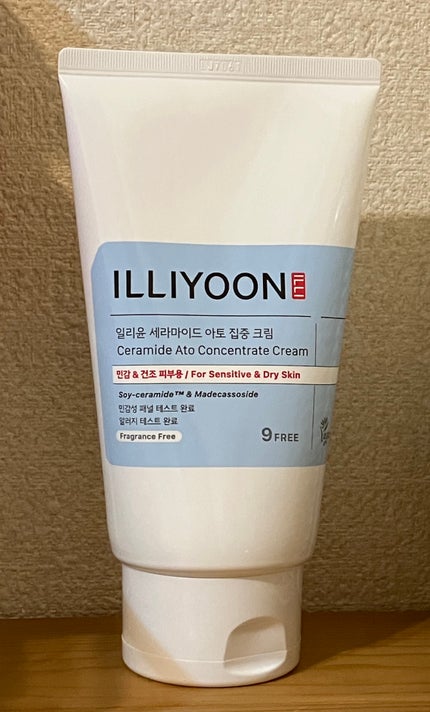 ILLIYOON ILLI
일리윤 세라마이드 아토 집중 크림
Ceramide Ato Concentrate Cream
민감 & 건조 피부용 / For Sensitive & Dry Skin
Soy-ceramide™ & Madecassoside
민감성 패널 테스트 완료
알러지 테스트 완료
Fragrance Free
9 FREE